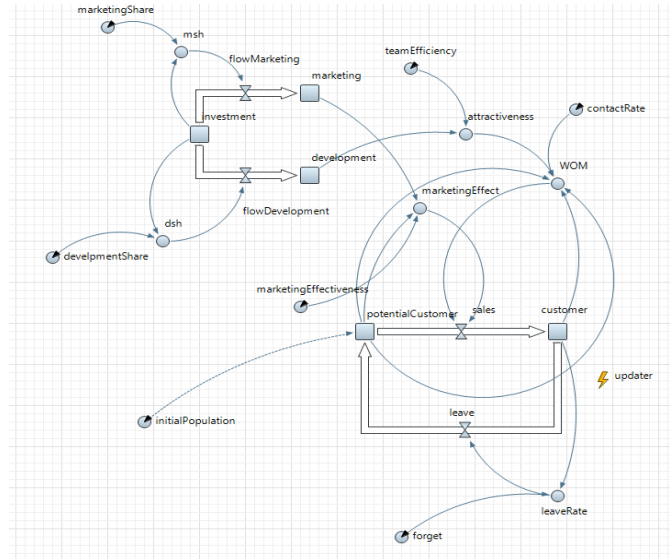 marketingShare
msh
flowMarketing
marketing
teamEfficiency
investment
attractiveness
contactRate
development
WOM
marketingEffect
flowDevelopment
dsh
develpmentShare
marketingEffectiveness
potentialCustomer
sales
customer
updater
leave
initialPopulation
leaveRate
forget